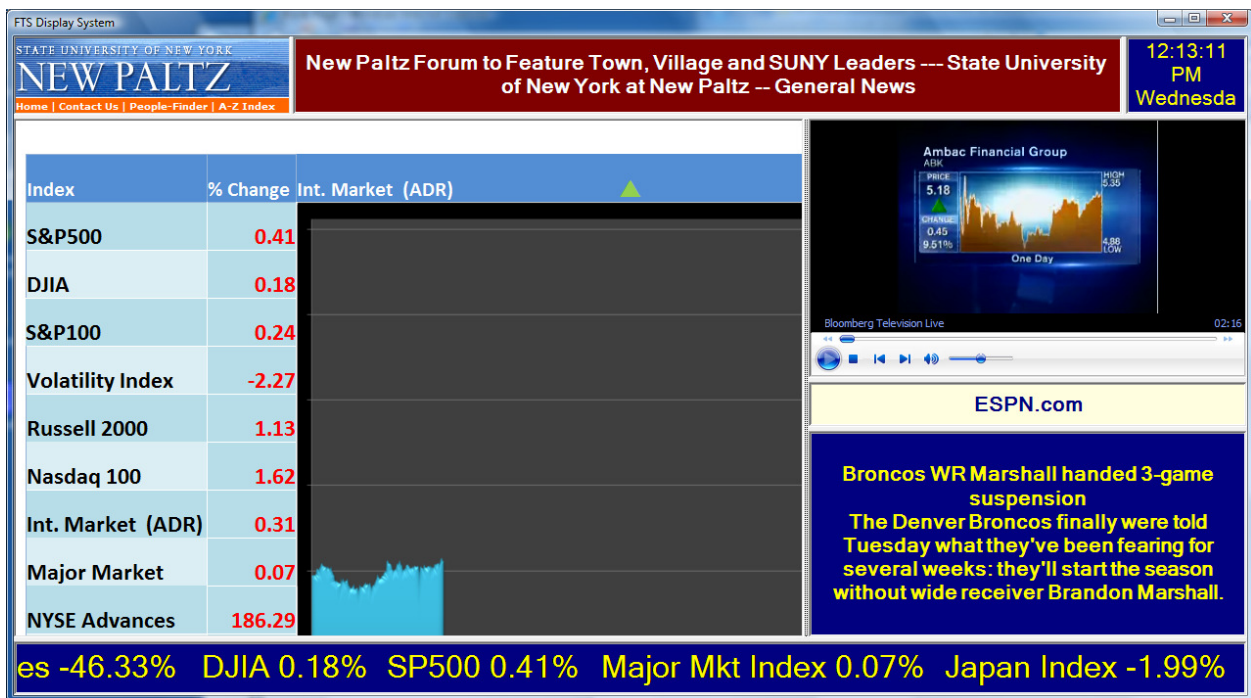 FTS Display System
STATE UNIVERSITY OF NEW YORK
NEW PALTZ
Home | Contact Us | People-Finder | A-Z Index
New Paltz Forum to Feature Town, Village and SUNY Leaders --- State University
of New York at New Paltz -- General News
12:13:11
PM
Wednesda
Index % Change Int. Market (ADR)
S&P500 0.41
DJIA 0.18
S&P100 0.24
Volatility Index -2.27
Russell 2000 1.13
Nasdaq 100 1.62
Int. Market (ADR) 0.31
Major Market 0.07
NYSE Advances 186.29
Ambac Financial Group
ABK
PRICE
5.18
CHANGE
0.45
9.51%
HIGH
5.35
4.88
LOW
One Day
Bloomberg Television Live 02:16
ESPN.com
Broncos WR Marshall handed 3-game
suspension
The Denver Broncos finally were told
Tuesday what they've been fearing for
several weeks: they'll start the season
without wide receiver Brandon Marshall.
es -46.33% DJIA 0.18% SP500 0.41% Major Mkt Index 0.07% Japan Index -1.99%